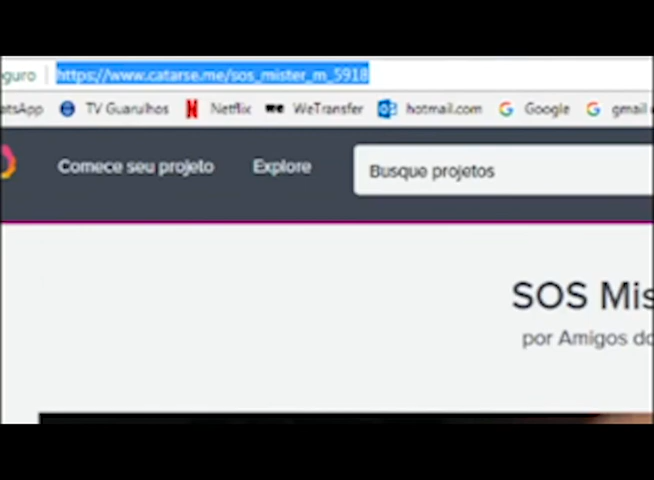 guro | https://www.catarse.me/sos_mister_m_5918
atsApp TV Guarulhos Netflix we WeTransfer hotmail.com G Google G gmail
Comece seu projeto Explore Busque projetos
SOS Mis
por Amigos do